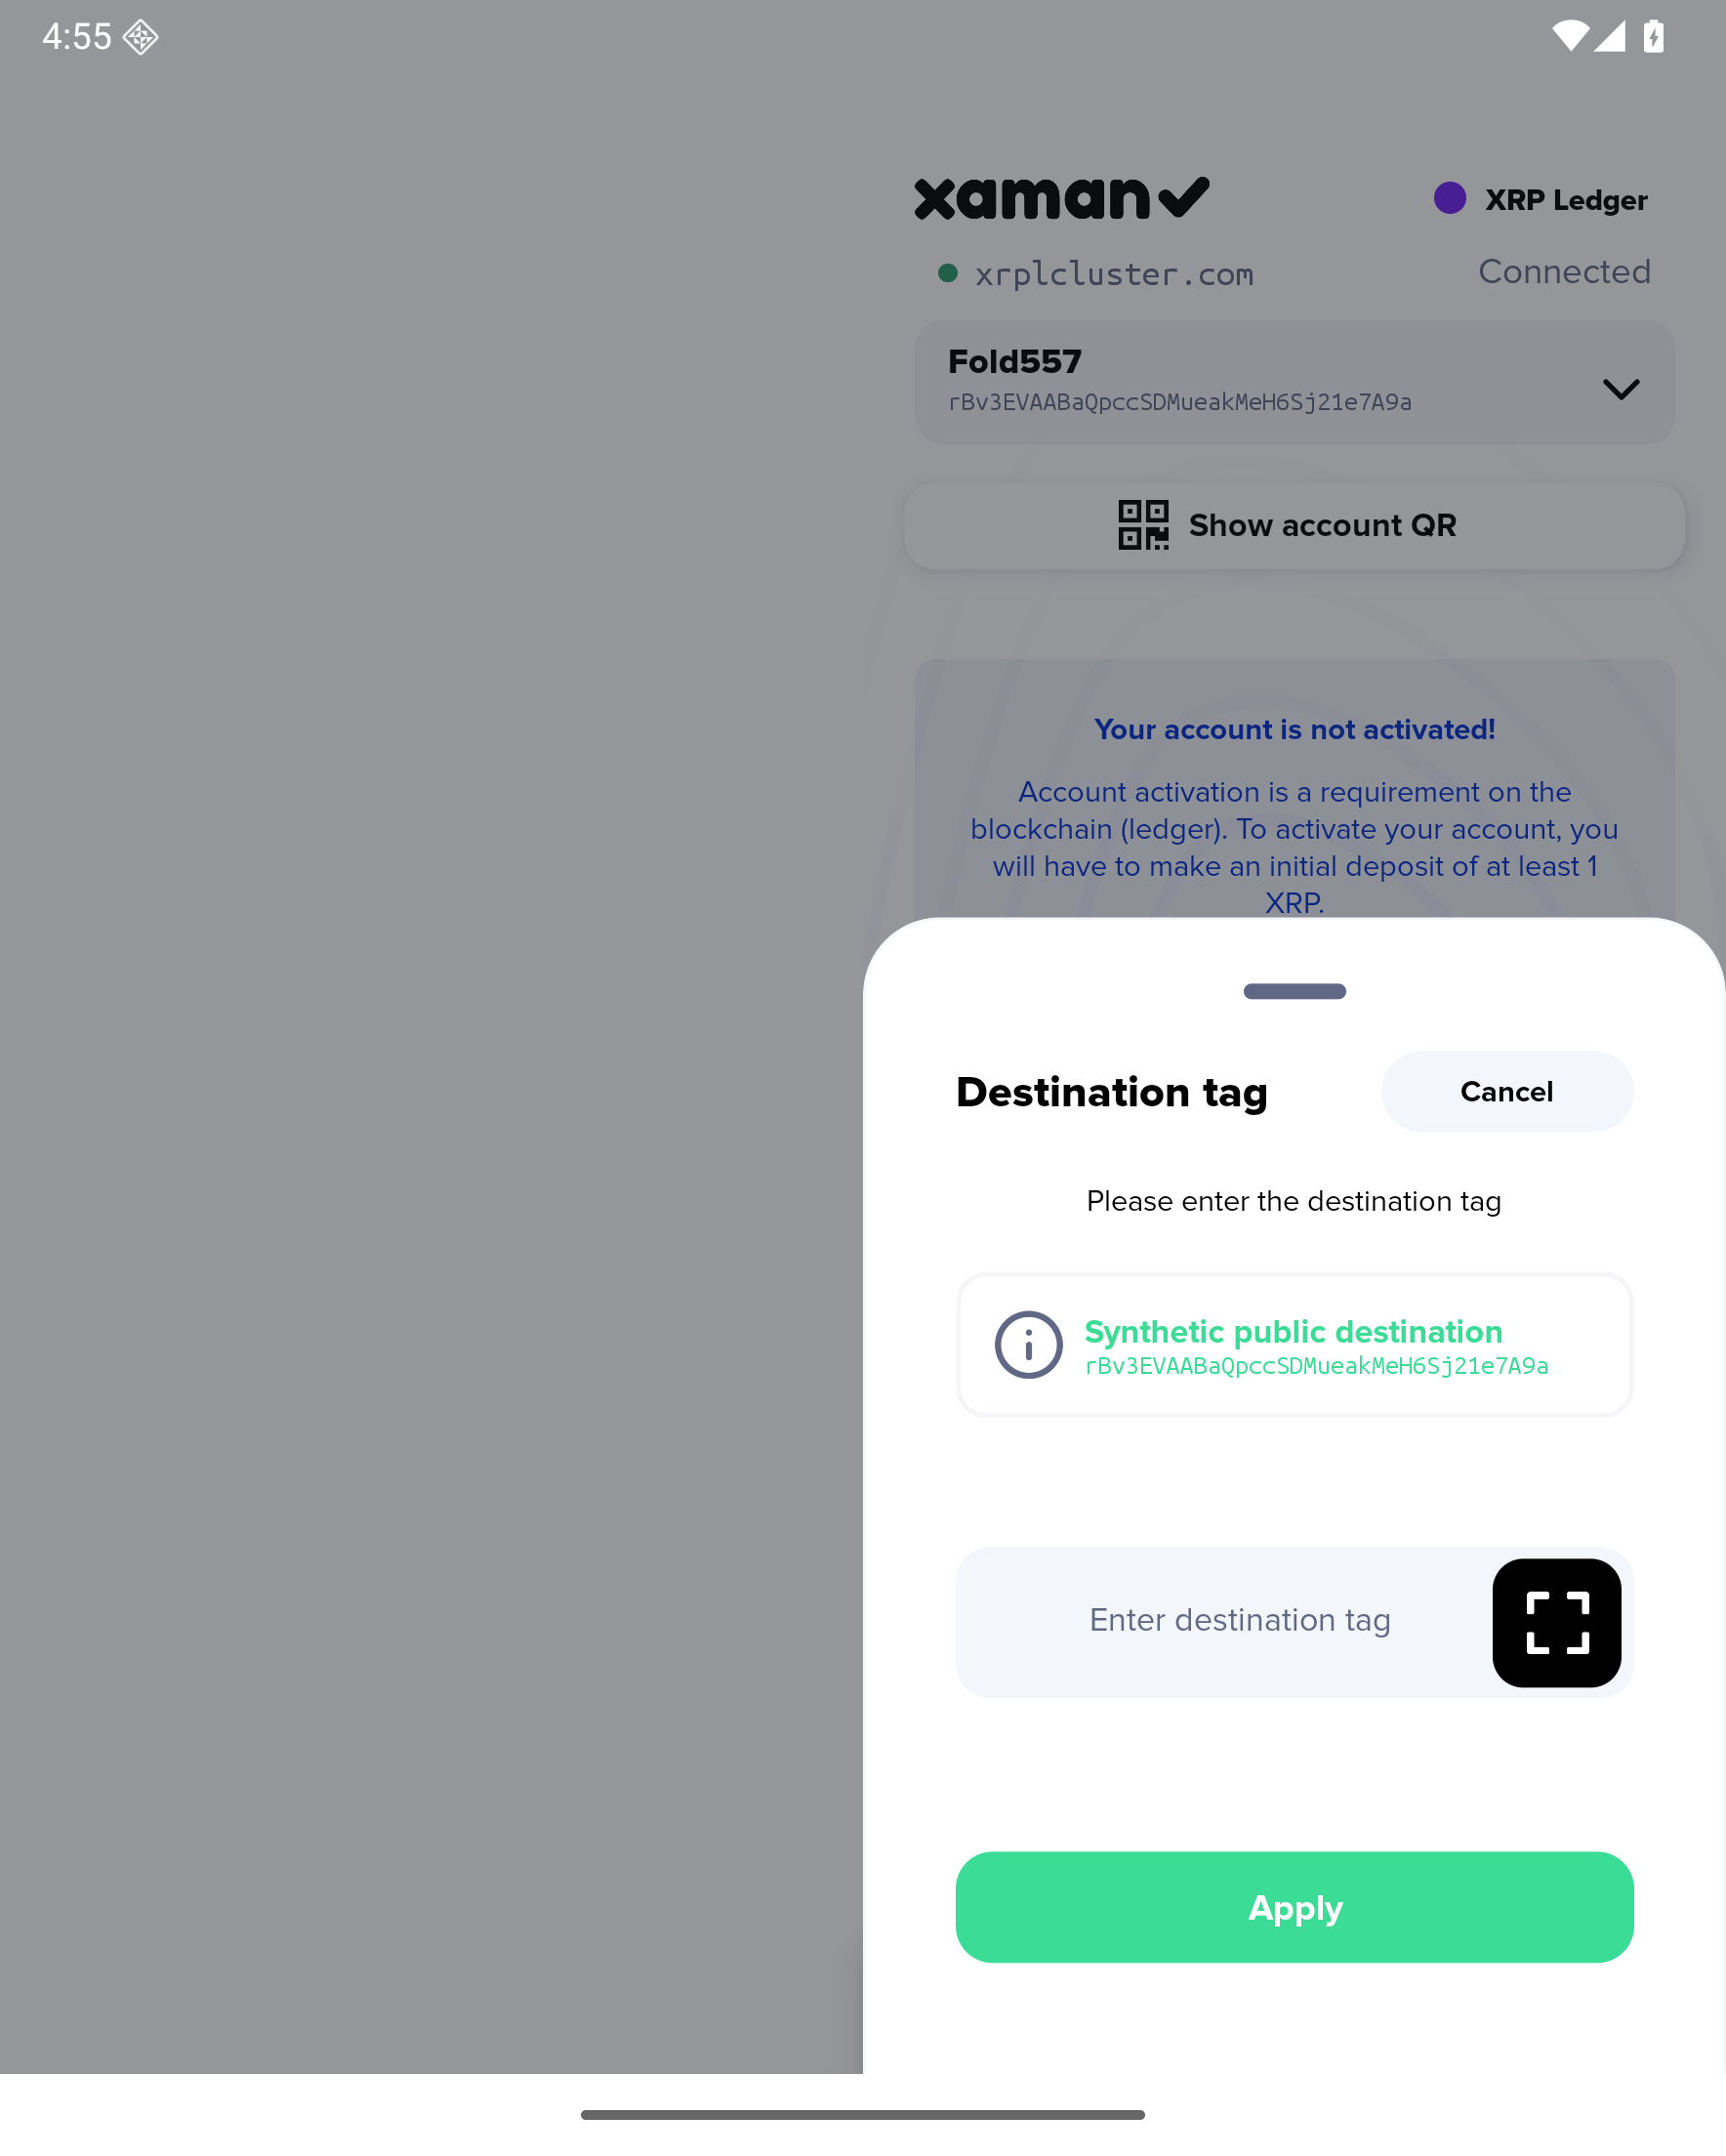 4:55
xaman
XRP Ledger
xrplcluster.com
Connected
Fold557
rBv3EVAABaQpccSDMueakMeH6Sj21e7A9a
Show account QR
Your account is not activated!
Account activation is a requirement on the
blockchain (ledger). To activate your account, you
will have to make an initial deposit of at least 1
XRP.
Destination tag
Cancel
Please enter the destination tag
Synthetic public destination
rBv3EVAABaQpccSDMueakMeH6Sj21e7A9a
Enter destination tag
Apply